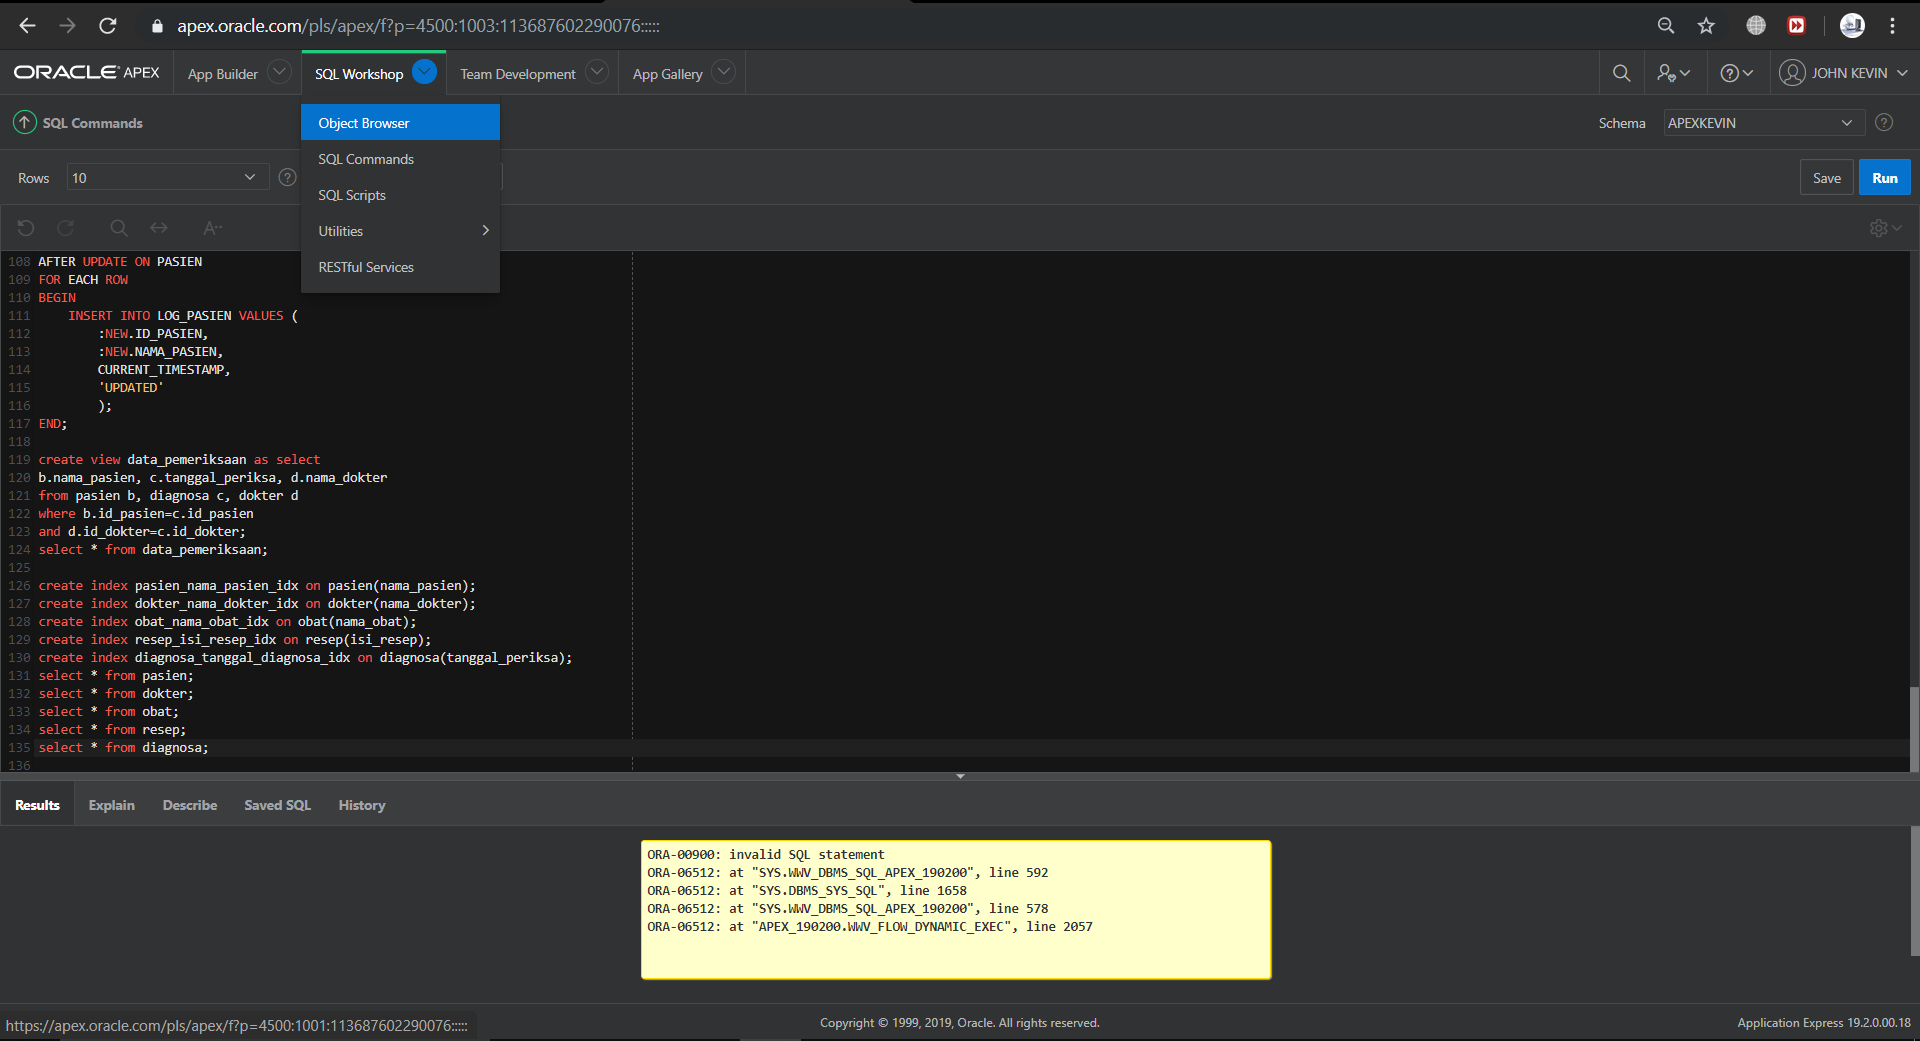 apex.oracle.com/pls/apex/f?p=4500:1003:113687602290076:::::
ORACLE APEX
App Builder
SQL Workshop
Team Development
App Gallery
JOHN KEVIN
SQL Commands
Schema
APEXKEVIN
Object Browser
SQL Commands
SQL Scripts
Utilities
RESTful Services
Rows
10
Save
Run
108 AFTER UPDATE ON PASIEN
109 FOR EACH ROW
110 BEGIN
111 INSERT INTO LOG_PASIEN VALUES (
112 :NEW.ID_PASIEN,
113 :NEW.NAMA_PASIEN,
114 CURRENT_TIMESTAMP,
115 'UPDATED'
116 );
117 END;
118
119 create view data_pemeriksaan as select
120 b.nama_pasien, c.tanggal_periksa, d.nama_dokter
121 from pasien b, diagnosa c, dokter d
122 where b.id_pasien=c.id_pasien
123 and d.id_dokter=c.id_dokter;
124 select * from data_pemeriksaan;
125
126 create index pasien_nama_pasien_idx on pasien(nama_pasien);
127 create index dokter_nama_dokter_idx on dokter(nama_dokter);
128 create index obat_nama_obat_idx on obat(nama_obat);
129 create index resep_isi_resep_idx on resep(isi_resep);
130 create index diagnosa_tanggal_diagnosa_idx on diagnosa(tanggal_periksa);
131 select * from pasien;
132 select * from dokter;
133 select * from obat;
134 select * from resep;
135 select * from diagnosa;
136
Results
Explain
Describe
Saved SQL
History
ORA-00900: invalid SQL statement
ORA-06512: at "SYS.WWV_DBMS_SQL_APEX_190200", line 592
ORA-06512: at "SYS.DBMS_SYS_SQL", line 1658
ORA-06512: at "SYS.WWV_DBMS_SQL_APEX_190200", line 578
ORA-06512: at "APEX_190200.WWV_FLOW_DYNAMIC_EXEC", line 2057
https://apex.oracle.com/pls/apex/f?p=4500:1001:113687602290076:::::
Copyright © 1999, 2019, Oracle. All rights reserved.
Application Express 19.2.0.00.18